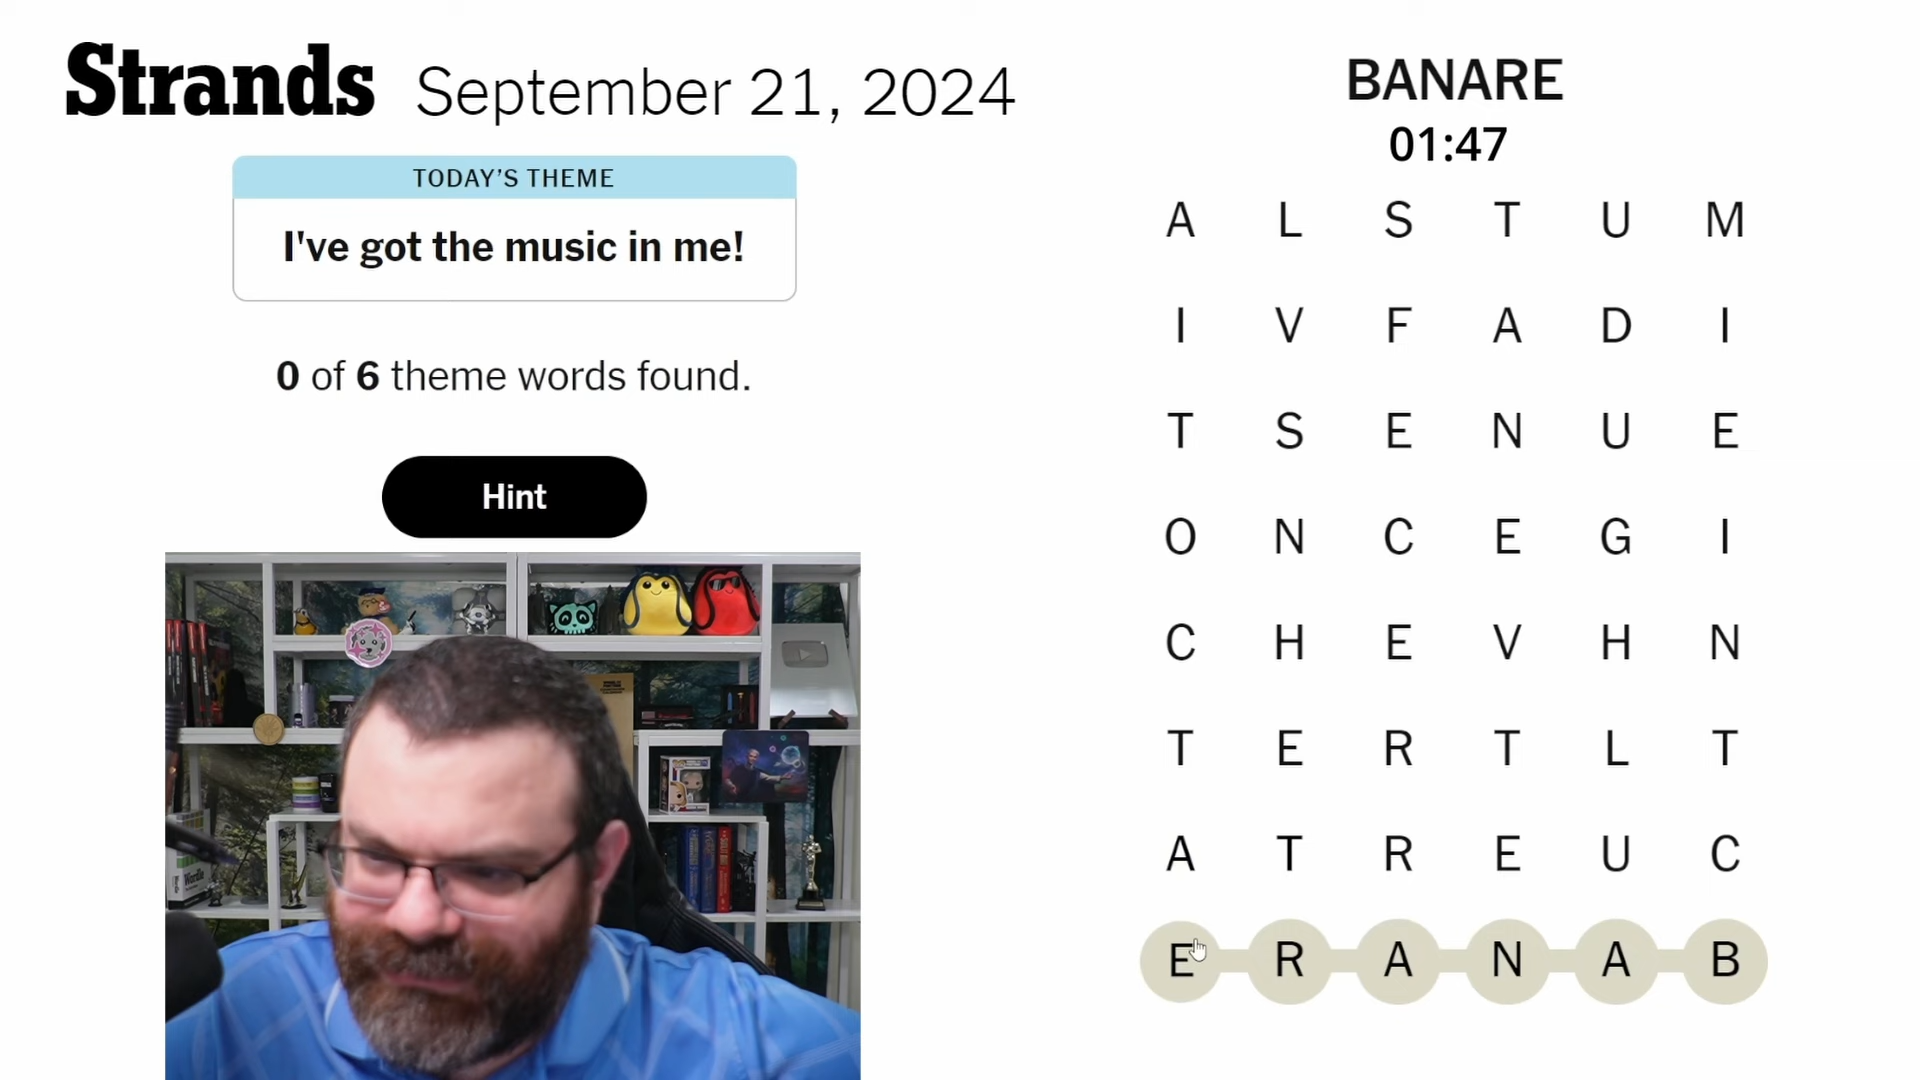 Strands September 21, 2024
TODAY'S THEME
I've got the music in me!
0 of 6 theme words found.
Hint
BANARE
01:47
A L S T U M
I V F A D I
T S E N U E
O N C E G I
C H E V H N
T E R T L T
A T R E U C
E R A N A B